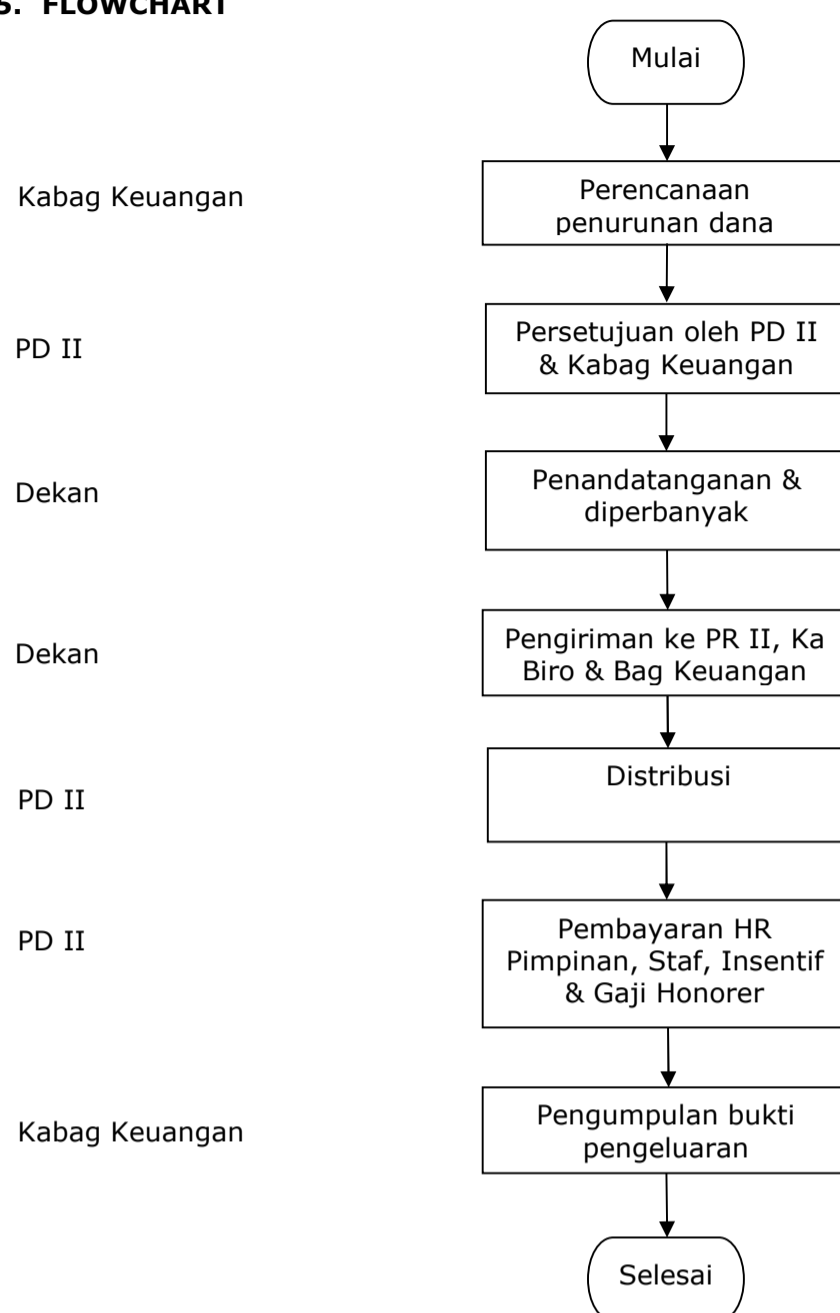 5. FLOWCHART
Mulai
Kabag Keuangan
Perencanaan
penurunan dana
PD II
Persetujuan oleh PD II
& Kabag Keuangan
Dekan
Penandatanganan &
diperbanyak
Dekan
Pengiriman ke PR II, Ka
Biro & Bag Keuangan
PD II
Distribusi
PD II
Pembayaran HR
Pimpinan, Staf, Insentif
& Gaji Honorer
Kabag Keuangan
Pengumpulan bukti
pengeluaran
Selesai